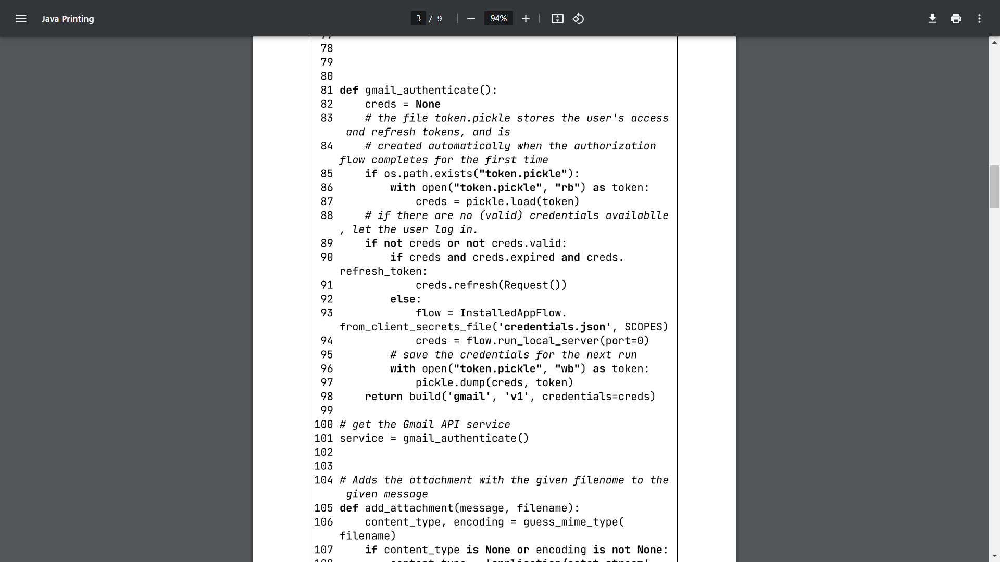 Java Printing
3 / 9
94%
78
79
80
81 def gmail_authenticate():
82     creds = None
83     # the file token.pickle stores the user's access
 and refresh tokens, and is
84     # created automatically when the authorization
flow completes for the first time
85     if os.path.exists("token.pickle"):
86         with open("token.pickle", "rb") as token:
87             creds = pickle.load(token)
88     # if there are no (valid) credentials availablle
, let the user log in.
89     if not creds or not creds.valid:
90         if creds and creds.expired and creds.
refresh_token:
91             creds.refresh(Request())
92         else:
93             flow = InstalledAppFlow.
from_client_secrets_file('credentials.json', SCOPES)
94             creds = flow.run_local_server(port=0)
95         # save the credentials for the next run
96         with open("token.pickle", "wb") as token:
97             pickle.dump(creds, token)
98     return build('gmail', 'v1', credentials=creds)
99
100 # get the Gmail API service
101 service = gmail_authenticate()
102
103
104 # Adds the attachment with the given filename to the
 given message
105 def add_attachment(message, filename):
106     content_type, encoding = guess_mime_type(
filename)
107     if content_type is None or encoding is not None: